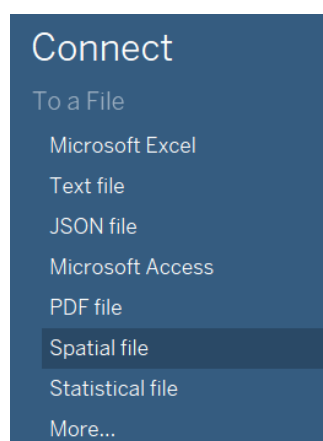 Connect
To a File
Microsoft Excel
Text file
JSON file
Microsoft Access
PDF file
Spatial file
Statistical file
More...